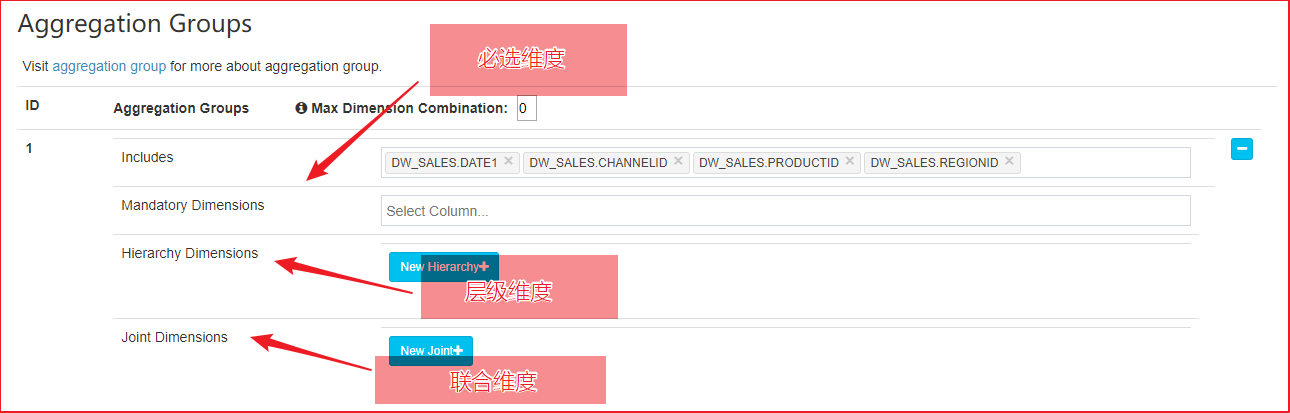 Aggregation Groups
必选维度
Visit aggregation group for more about aggregation group.
ID Aggregation Groups Max Dimension Combination: 0
1 Includes DW_SALES.DATE1 DW_SALES.CHANNELID DW_SALES.PRODUCTID DW_SALES.REGIONID
Mandatory Dimensions Select Column...
Hierarchy Dimensions
New Hierarchy+
层级维度
Joint Dimensions
New Joint+
联合维度